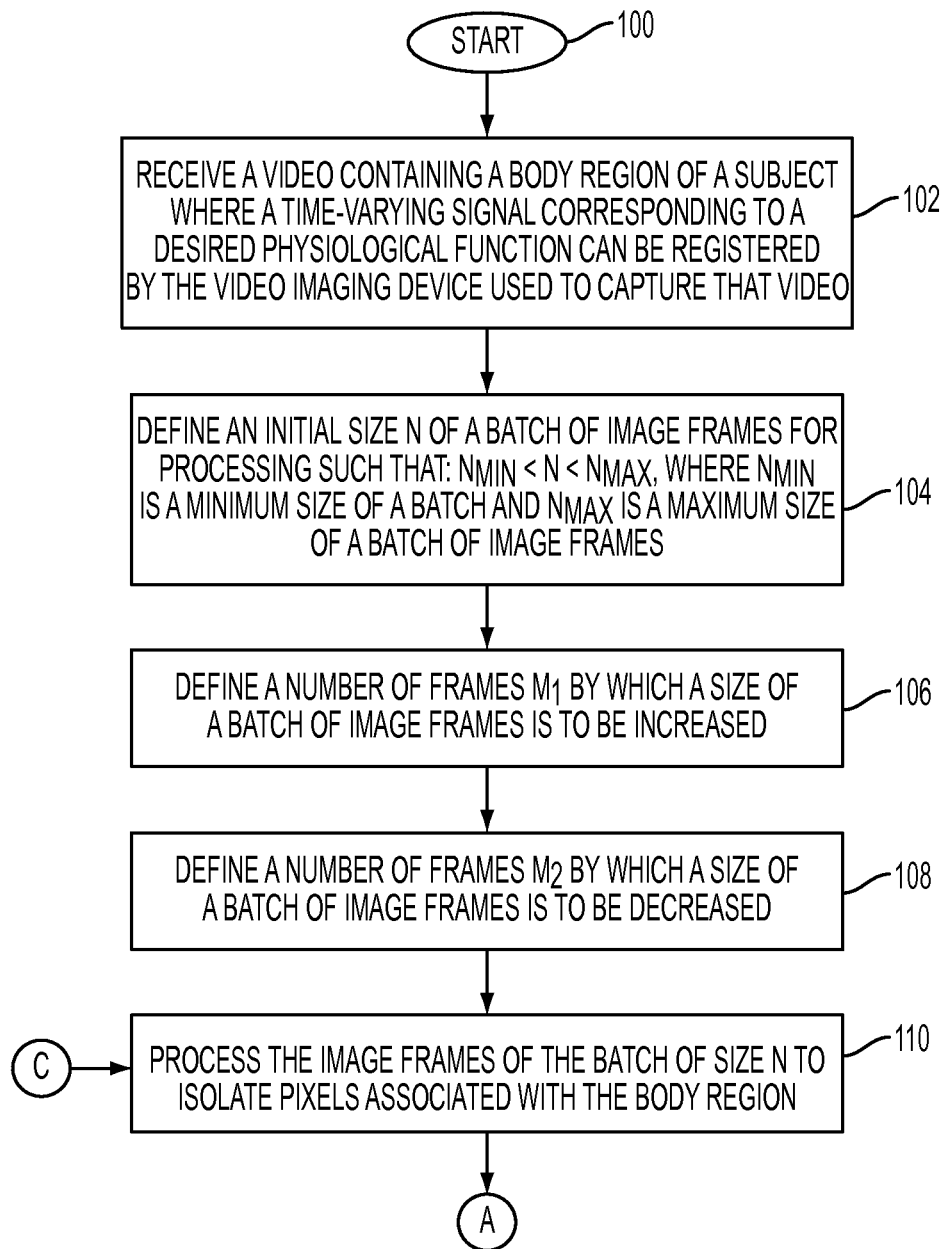 START
100
RECEIVE A VIDEO CONTAINING A BODY REGION OF A SUBJECT
WHERE A TIME-VARYING SIGNAL CORRESPONDING TO A
DESIRED PHYSIOLOGICAL FUNCTION CAN BE REGISTERED
BY THE VIDEO IMAGING DEVICE USED TO CAPTURE THAT VIDEO
102
DEFINE AN INITIAL SIZE N OF A BATCH OF IMAGE FRAMES FOR
PROCESSING SUCH THAT: NMIN < N < NMAX, WHERE NMIN
IS A MINIMUM SIZE OF A BATCH AND NMAX IS A MAXIMUM SIZE
OF A BATCH OF IMAGE FRAMES
104
DEFINE A NUMBER OF FRAMES M1 BY WHICH A SIZE OF
A BATCH OF IMAGE FRAMES IS TO BE INCREASED
106
DEFINE A NUMBER OF FRAMES M2 BY WHICH A SIZE OF
A BATCH OF IMAGE FRAMES IS TO BE DECREASED
108
C
PROCESS THE IMAGE FRAMES OF THE BATCH OF SIZE N TO
ISOLATE PIXELS ASSOCIATED WITH THE BODY REGION
110
A